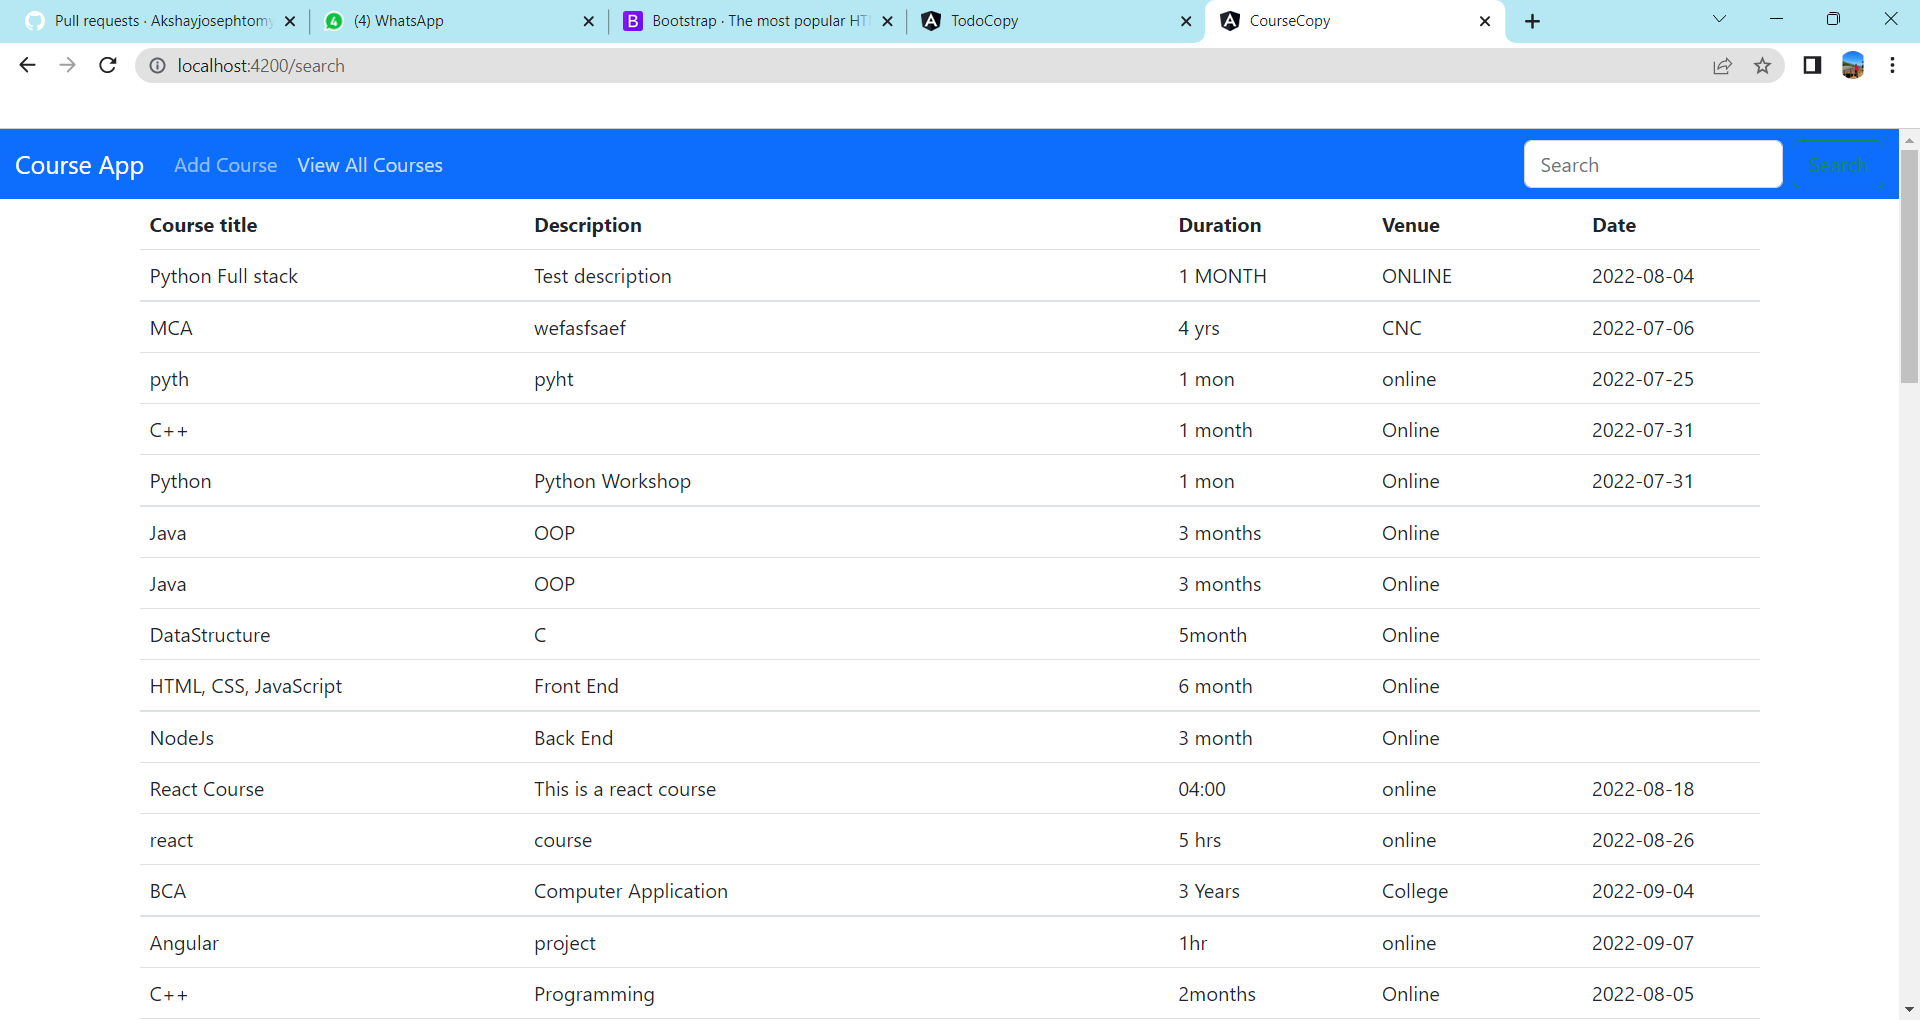 Pull requests · Akshayjosephtom
(4) WhatsApp
Bootstrap · The most popular HT
TodoCopy
CourseCopy
localhost:4200/search
Course App Add Course View All Courses Search Search
Course title Description Duration Venue Date
Python Full stack Test description 1 MONTH ONLINE 2022-08-04
MCA wefasfsaef 4 yrs CNC 2022-07-06
pyth pyht 1 mon online 2022-07-25
C++ 1 month Online 2022-07-31
Python Python Workshop 1 mon Online 2022-07-31
Java OOP 3 months Online
Java OOP 3 months Online
DataStructure C 5month Online
HTML, CSS, JavaScript Front End 6 month Online
NodeJs Back End 3 month Online
React Course This is a react course 04:00 online 2022-08-18
react course 5 hrs online 2022-08-26
BCA Computer Application 3 Years College 2022-09-04
Angular project 1hr online 2022-09-07
C++ Programming 2months Online 2022-08-05